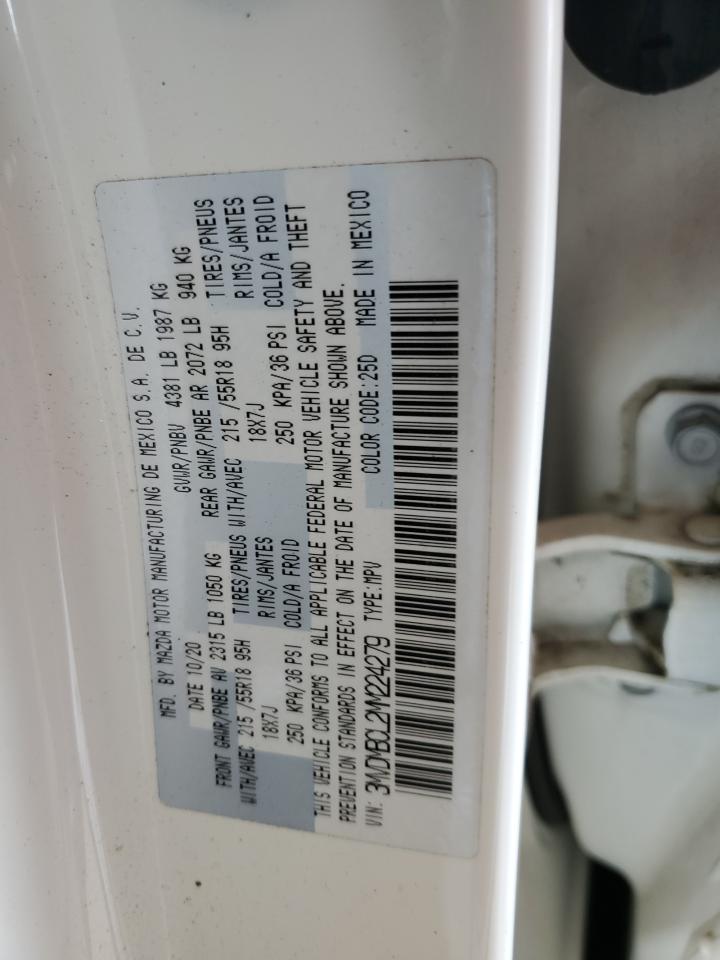 MFD. BY MAZDA MOTOR MANUFACTURING DE MEXICO S.A. DE C.V.
DATE 10/20 GVWR/PNBV 4381 LB 1987 KG
FRONT GAWR/PNBE AV 2315 LB 1050 KG REAR GAWR/PNBE AR 2072 LB 940 KG
WITH/AVEC 215 /55R18 95H TIRES/PNEUS WITH/AVEC 215 /55R18 95H TIRES/PNEUS
18X7J RIMS/JANTES 18X7J RIMS/JANTES
250 KPA/36 PSI COLD/A FROID 250 KPA/36 PSI COLD/A FROID
THIS VEHICLE CONFORMS TO ALL APPLICABLE FEDERAL MOTOR VEHICLE SAFETY AND THEFT
PREVENTION STANDARDS IN EFFECT ON THE DATE OF MANUFACTURE SHOWN ABOVE.
VIN: 3MVDMBCL2MM224279 TYPE:MPV COLOR CODE:25D MADE IN MEXICO